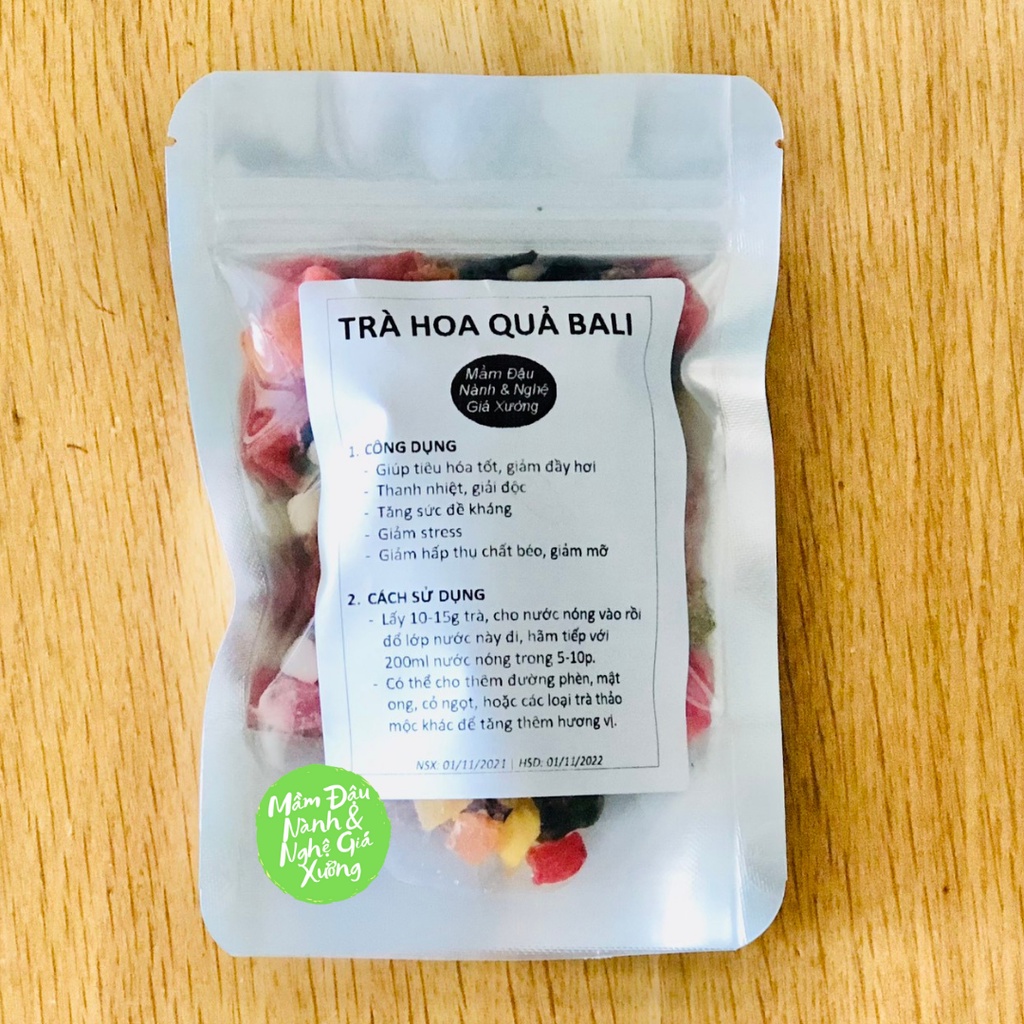 TRÀ HOA QUẢ BALI
Mầm Đậu
Nành & Nghệ
Giá Xưởng
1. CÔNG DỤNG
- Giúp tiêu hóa tốt, giảm đầy hơi
- Thanh nhiệt, giải độc
- Tăng sức đề kháng
- Giảm stress
- Giảm hấp thụ chất béo, giảm mỡ
2. CÁCH SỬ DỤNG
- Lấy 10-15g trà, cho nước nóng vào rồi
đổ lớp nước này đi, hãm tiếp với
200ml nước nóng trong 5-10p.
- Có thể cho thêm đường phèn, mật
ong, cỏ ngọt, hoặc các loại trà thảo
mộc khác để tăng thêm hương vị.
NSX: 01/11/2021 | HSD: 01/11/2022
Mầm Đậu
Nành &
Nghệ Giá
Xưởng